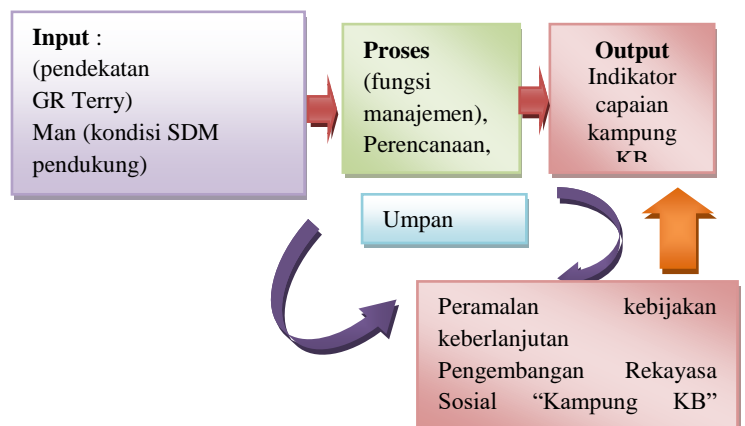 Input :
(pendekatan
GR Terry)
Man (kondisi SDM
pendukung)
Proses
(fungsi
manajemen),
Perencanaan,
Output
Indikator
capaian
kampung
KB
Umpan
Peramalan kebijakan
keberlanjutan
Pengembangan Rekayasa
Sosial “Kampung KB”